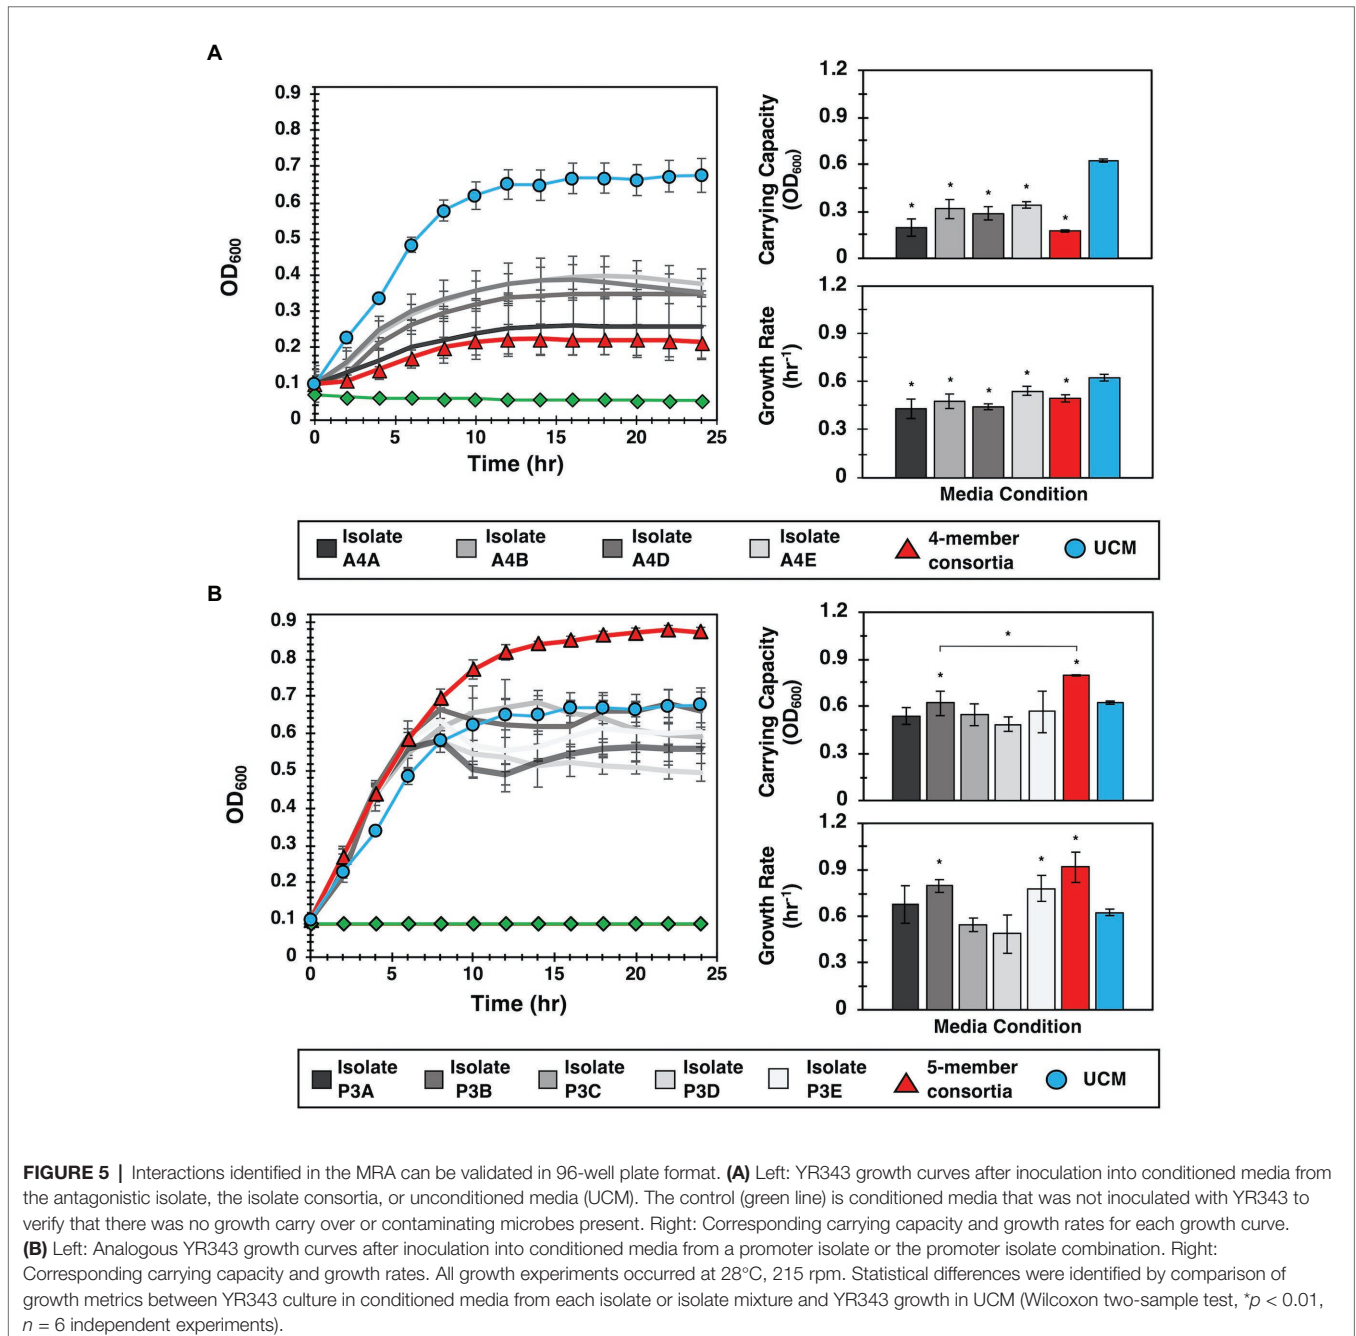 A
0.9
0.8
0.7
0.6
0.5
0.4
0.3
0.2
0.1
0
OD600
0 5 10 15 20 25
Time (hr)
1.2
0.9
0.6
0.3
0
Carrying Capacity
(OD600)
* * * * *
1.2
0.9
0.6
0.3
0
Growth Rate
(hr-1)
* * * * *
Media Condition
Isolate A4A
Isolate A4B
Isolate A4D
Isolate A4E
4-member consortia
UCM
B
0.9
0.8
0.7
0.6
0.5
0.4
0.3
0.2
0.1
0
OD600
0 5 10 15 20 25
Time (hr)
1.2
0.9
0.6
0.3
0
Carrying Capacity
(OD600)
* * *
1.2
0.9
0.6
0.3
0
Growth Rate
(hr-1)
* * *
Media Condition
Isolate P3A
Isolate P3B
Isolate P3C
Isolate P3D
Isolate P3E
5-member consortia
UCM
FIGURE 5 | Interactions identified in the MRA can be validated in 96-well plate format. (A) Left: YR343 growth curves after inoculation into conditioned media from
the antagonistic isolate, the isolate consortia, or unconditioned media (UCM). The control (green line) is conditioned media that was not inoculated with YR343 to
verify that there was no growth carry over or contaminating microbes present. Right: Corresponding carrying capacity and growth rates for each growth curve.
(B) Left: Analogous YR343 growth curves after inoculation into conditioned media from a promoter isolate or the promoter isolate combination. Right:
Corresponding carrying capacity and growth rates. All growth experiments occurred at 28°C, 215 rpm. Statistical differences were identified by comparison of
growth metrics between YR343 culture in conditioned media from each isolate or isolate mixture and YR343 growth in UCM (Wilcoxon two-sample test, *p < 0.01,
n = 6 independent experiments).